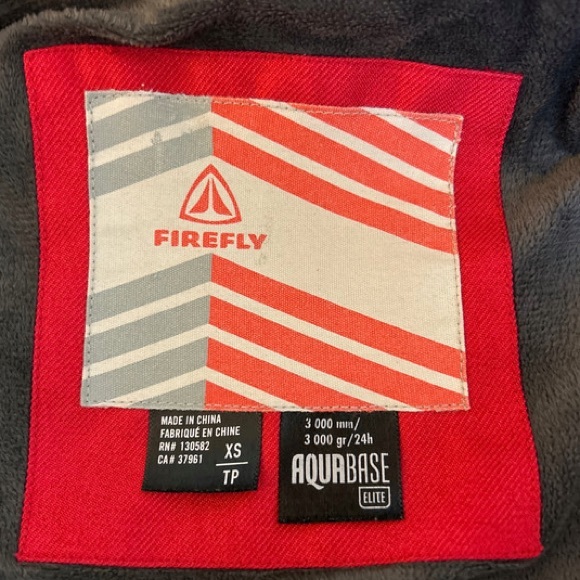 FIREFLY
MADE IN CHINA
FABRIQUÉ EN CHINE
RN# 130582
CA# 37961
XS
TP
3 000 mm/
3 000 gr/24h
AQUABASE
ELITE